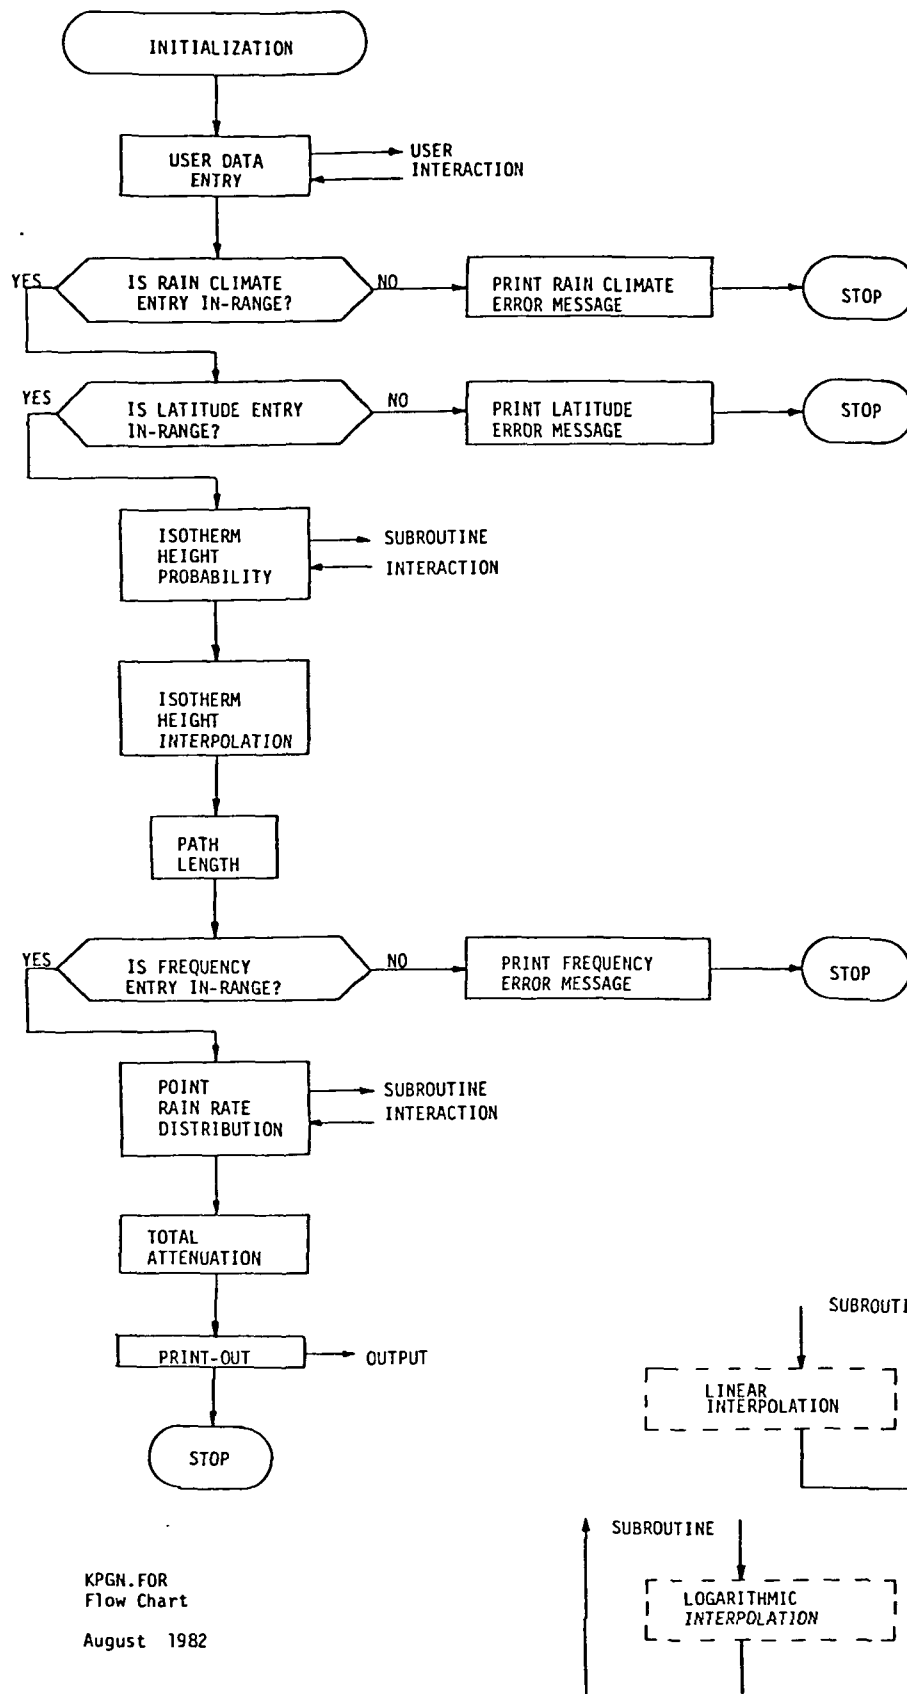 INITIALIZATION
USER DATA
ENTRY
USER
INTERACTION
YES
IS RAIN CLIMATE
ENTRY IN-RANGE?
NO
PRINT RAIN CLIMATE
ERROR MESSAGE
STOP
YES
IS LATITUDE ENTRY
IN-RANGE?
NO
PRINT LATITUDE
ERROR MESSAGE
STOP
ISOTHERM
HEIGHT
PROBABILITY
SUBROUTINE
INTERACTION
ISOTHERM
HEIGHT
INTERPOLATION
PATH
LENGTH
YES
IS FREQUENCY
ENTRY IN-RANGE?
NO
PRINT FREQUENCY
ERROR MESSAGE
STOP
POINT
RAIN RATE
DISTRIBUTION
SUBROUTINE
INTERACTION
TOTAL
ATTENUATION
PRINT-OUT
OUTPUT
STOP
SUBROUTI
LINEAR
INTERPOLATION
SUBROUTINE
LOGARITHMIC
INTERPOLATION
KPGN.FOR
Flow Chart
August 1982